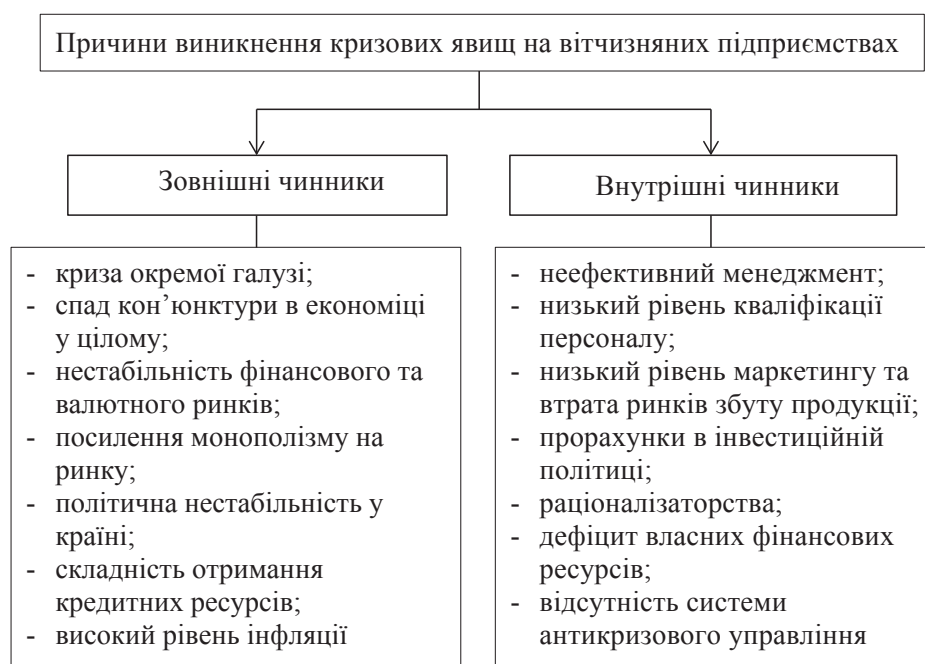 Причини виникнення кризових явищ на вітчизняних підприємствах
Зовнішні чинники
Внутрішні чинники
- криза окремої галузі;
- спад кон’юнктури в економіці
у цілому;
- нестабільність фінансового та
валютного ринків;
- посилення монополізму на
ринку;
- політична нестабільність у
країні;
- складність отримання
кредитних ресурсів;
- високий рівень інфляції
- неефективний менеджмент;
- низький рівень кваліфікації
персоналу;
- низький рівень маркетингу та
втрата ринків збуту продукції;
- прорахунки в інвестиційній
політиці;
- раціоналізаторства;
- дефіцит власних фінансових
ресурсів;
- відсутність системи
антикризового управління